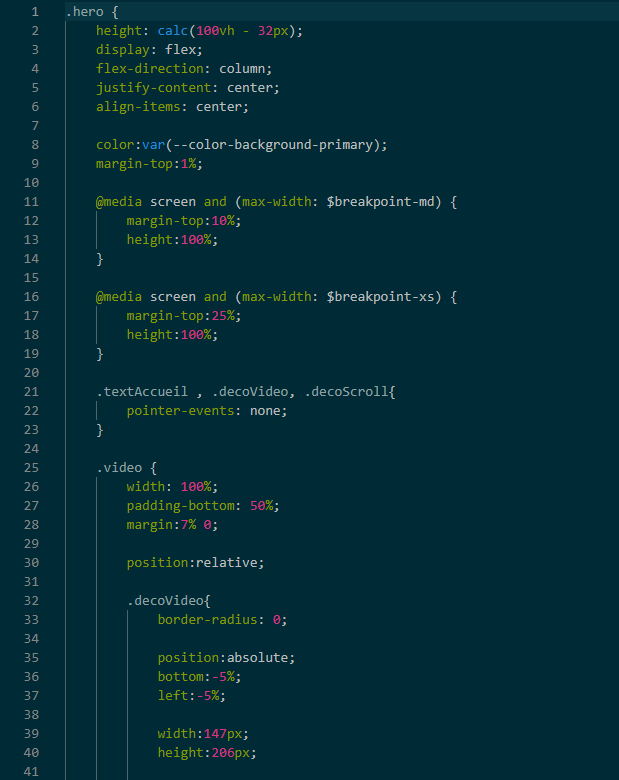 1 .hero {
2 height: calc(100vh - 32px);
3 display: flex;
4 flex-direction: column;
5 justify-content: center;
6 align-items: center;
7
8 color:var(--color-background-primary);
9 margin-top:1%;
10
11 @media screen and (max-width: $breakpoint-md) {
12 margin-top:10%;
13 height:100%;
14 }
15
16 @media screen and (max-width: $breakpoint-xs) {
17 margin-top:25%;
18 height:100%;
19 }
20
21 .textAccueil , .decoVideo, .decoScroll{
22 pointer-events: none;
23 }
24
25 .video {
26 width: 100%;
27 padding-bottom: 50%;
28 margin:7% 0;
29
30 position:relative;
31
32 .decoVideo{
33 border-radius: 0;
34
35 position:absolute;
36 bottom:-5%;
37 left:-5%;
38
39 width:147px;
40 height:206px;
41